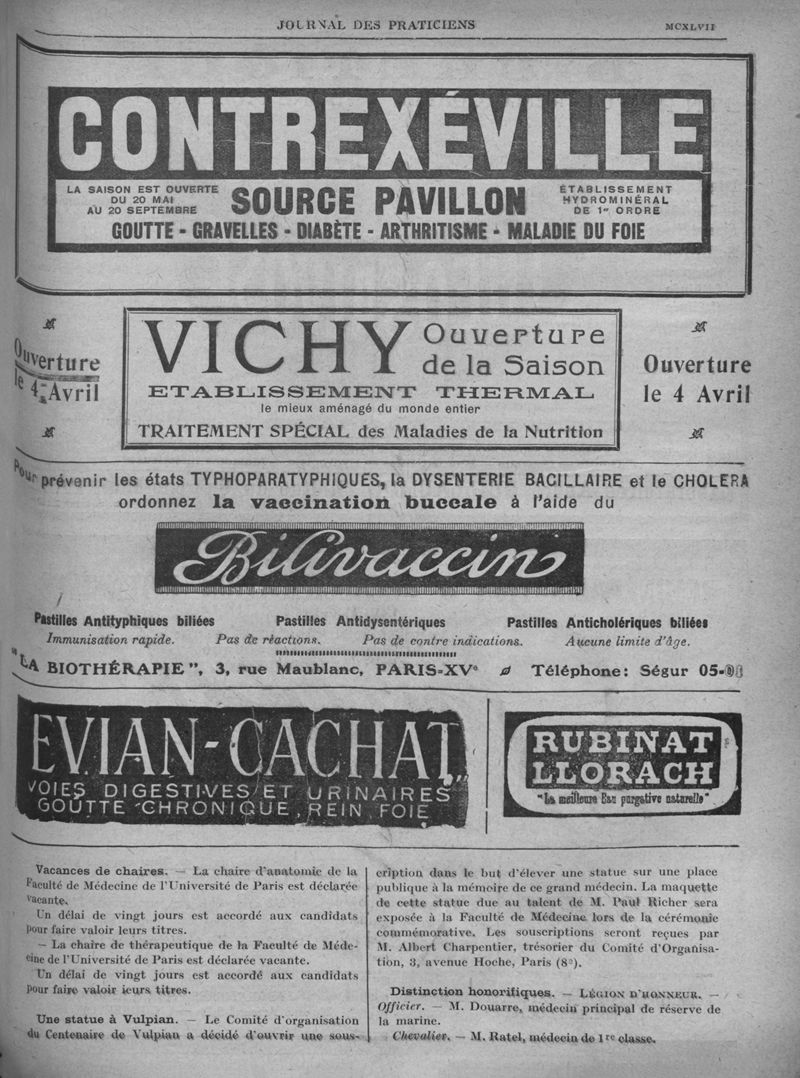 JOURNAL DES PRATICIENS
MCXLVII
CONTREXÉVILLE
LA SAISON EST OUVERTE
DU 20 MAI
AU 20 SEPTEMBRE
SOURCE PAVILLON
ÉTABLISSEMENT
HYDROMINÉRAL
DE 1er ORDRE
GOUTTE - GRAVELLES - DIABÈTE - ARTHRITISME - MALADIE DU FOIE
Ouverture
le 4 Avril
VICHY
Ouverture
de la Saison
ETABLISSEMENT THERMAL
le mieux aménagé du monde entier
TRAITEMENT SPÉCIAL des Maladies de la Nutrition
Ouverture
le 4 Avril
Pour prévenir les états TYPHOPARATYPHIQUES, la DYSENTERIE BACILLAIRE et le CHOLERA
ordonnez la vaccination buccale à l'aide du
Bilivaccin
Pastilles Antityphiques biliées
Pastilles Antidysentériques
Pastilles Anticholériques biliées
Immunisation rapide. Pas de réactions. Pas de contre indications. Aucune limite d'âge.
"LA BIOTHÉRAPIE", 3, rue Maublanc, PARIS-XVe Téléphone: Ségur 05-
EVIAN-CACHAT
VOIES DIGESTIVES ET URINAIRES
GOUTTE CHRONIQUE, REIN, FOIE
RUBINAT
LLORACH
"La meilleure Eau purgative naturelle"
Vacances de chaires. — La chaire d'anatomie de la
Faculté de Médecine de l'Université de Paris est déclarée
vacante.
Un délai de vingt jours est accordé aux candidats
pour faire valoir leurs titres.
— La chaire de thérapeutique de la Faculté de Méde-
cine de l'Université de Paris est déclarée vacante.
Un délai de vingt jours est accordé aux candidats
pour faire valoir leurs titres.
Une statue à Vulpian. — Le Comité d'organisation
du Centenaire de Vulpian a décidé d'ouvrir une sous-
cription dans le but d'élever une statue sur une place
publique à la mémoire de ce grand médecin. La maquette
de cette statue due au talent de M. Paul Richer sera
exposée à la Faculté de Médecine lors de la cérémonie
commémorative. Les souscriptions seront reçues par
M. Albert Charpentier, trésorier du Comité d'Organisa-
tion, 3, avenue Hoche, Paris (8e).
Distinction honorifiques. — LÉGION D'HONNEUR. —
Officier. — M. Douarre, médecin principal de réserve de
la marine.
Chevalier. — M. Ratel, médecin de 1re classe.